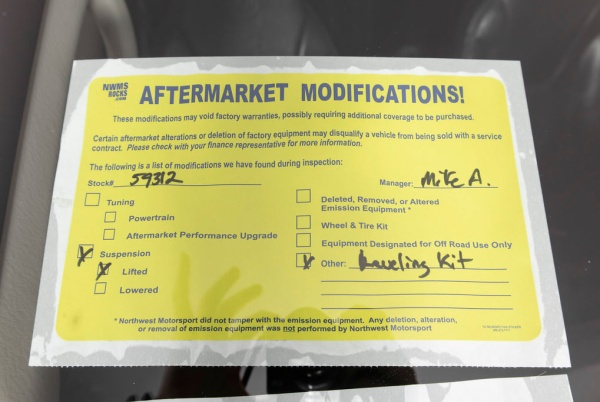 NWMS
ROCKS
.COM
AFTERMARKET MODIFICATIONS!
These modifications may void factory warranties, possibly requiring additional coverage to be purchased.
Certain aftermarket alterations or deletion of factory equipment may disqualify a vehicle from being sold with a service
contract. Please check with your finance representative for more information.
The following is a list of modifications we have found during inspection:
Stock# 59312
Manager: Mike A.
Tuning
Powertrain
Aftermarket Performance Upgrade
Suspension
Lifted
Lowered
Deleted, Removed, or Altered
Emission Equipment *
Wheel & Tire Kit
Equipment Designated for Off Road Use Only
Other: Leveling Kit
* Northwest Motorsport did not tamper with the emission equipment. Any deletion, alteration,
or removal of emission equipment was not performed by Northwest Motorsport